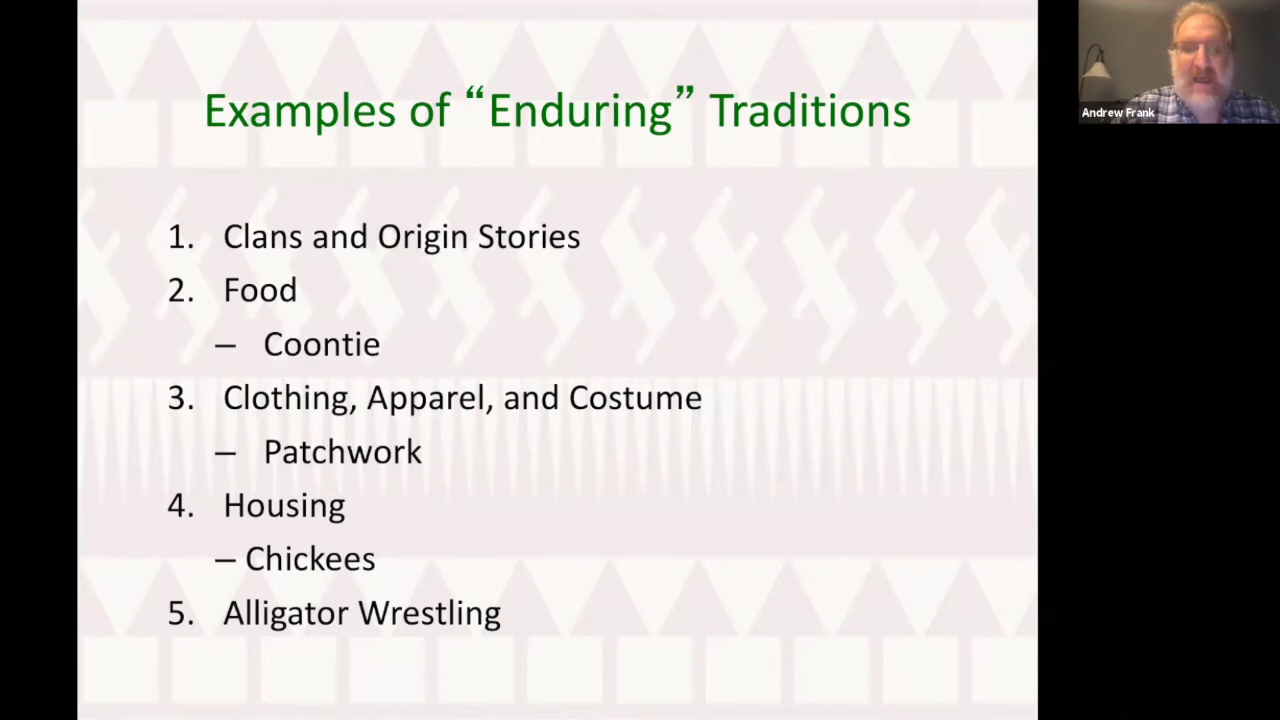 Examples of “Enduring” Traditions
1. Clans and Origin Stories
2. Food
– Coontie
3. Clothing, Apparel, and Costume
– Patchwork
4. Housing
– Chickees
5. Alligator Wrestling
Andrew Frank